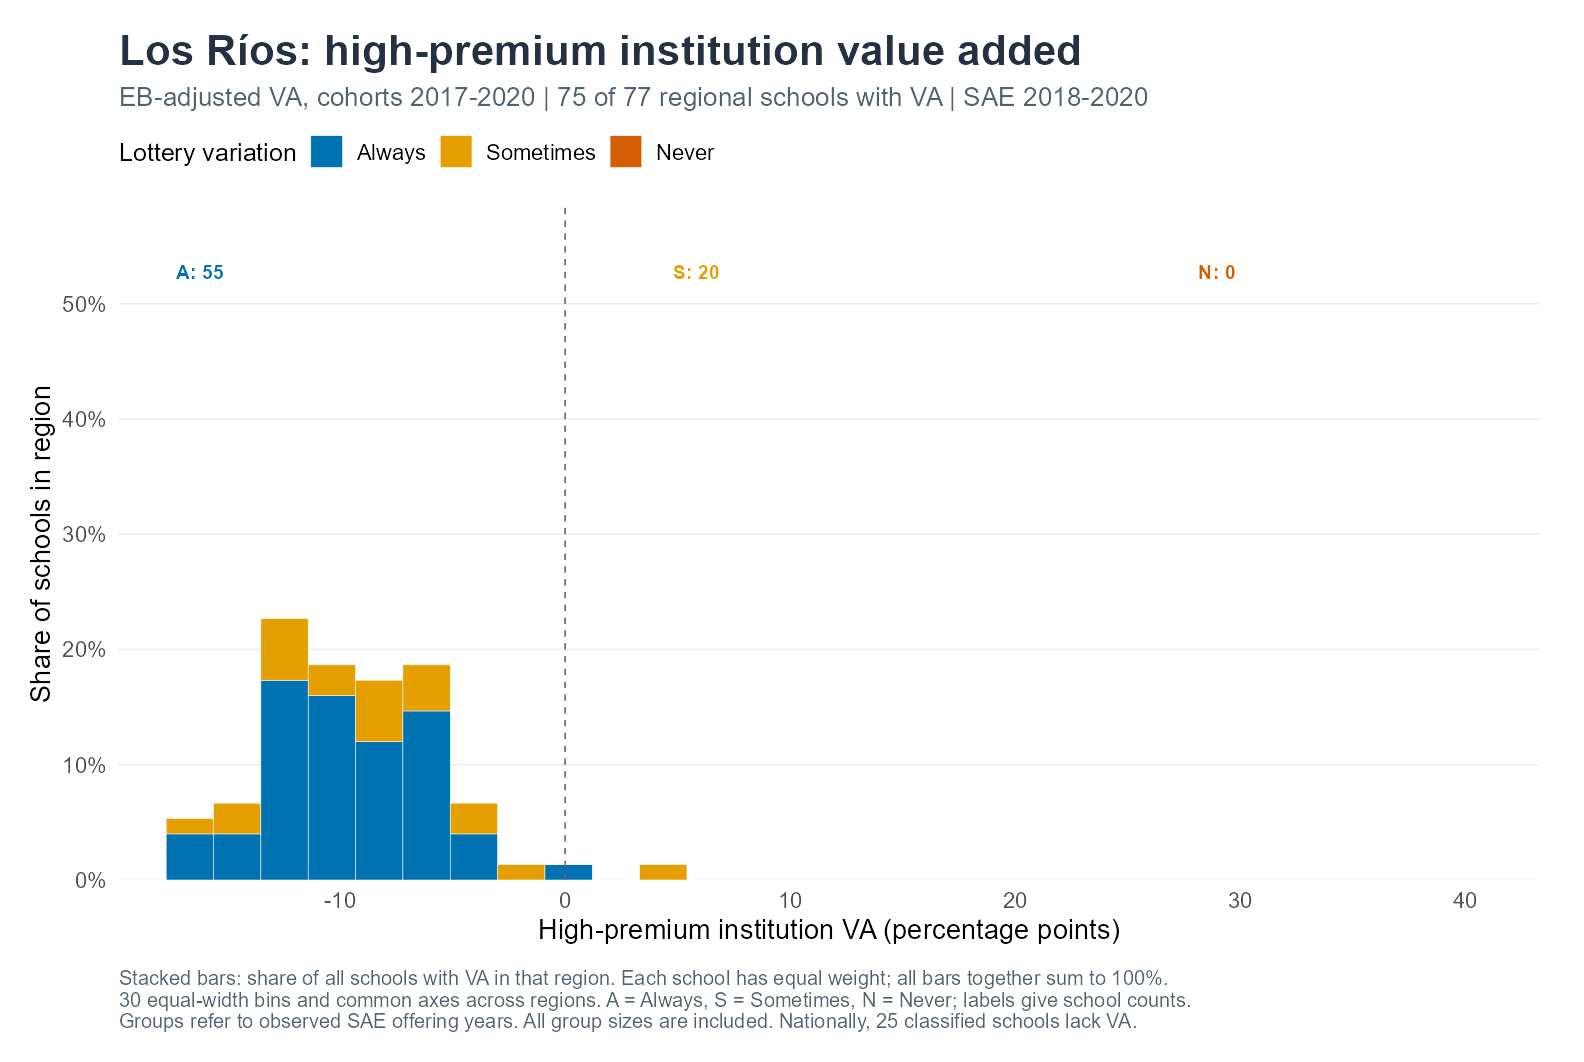 Los Ríos: high-premium institution value added
EB-adjusted VA, cohorts 2017-2020 | 75 of 77 regional schools with VA | SAE 2018-2020
Lottery variation Always Sometimes Never
A: 55 S: 20 N: 0
50%
40%
30%
20%
10%
0%
Share of schools in region
-10 0 10 20 30 40
High-premium institution VA (percentage points)
Stacked bars: share of all schools with VA in that region. Each school has equal weight; all bars together sum to 100%.
30 equal-width bins and common axes across regions. A = Always, S = Sometimes, N = Never; labels give school counts.
Groups refer to observed SAE offering years. All group sizes are included. Nationally, 25 classified schools lack VA.